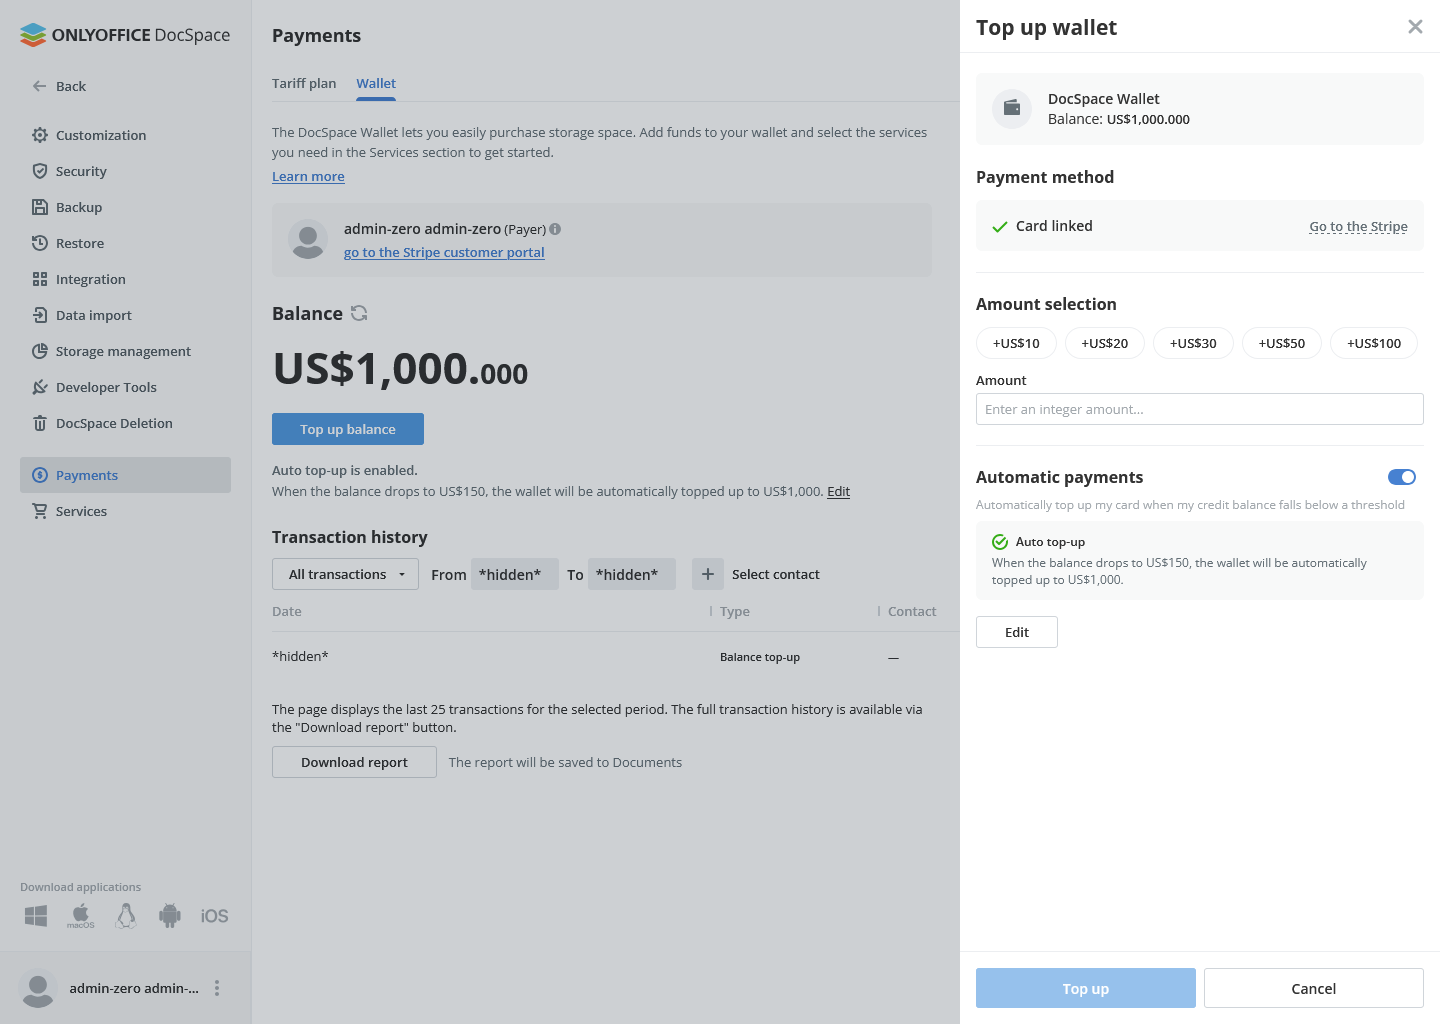 ONLYOFFICE DocSpace
Back
Customization
Security
Backup
Restore
Integration
Data import
Storage management
Developer Tools
DocSpace Deletion
Payments
Services
Download applications
macOS
iOS
admin-zero admin-...
Payments
Tariff plan
Wallet
The DocSpace Wallet lets you easily purchase storage space. Add funds to your wallet and select the services
you need in the Services section to get started.
Learn more
admin-zero admin-zero (Payer)
go to the Stripe customer portal
Balance
US$1,000.000
Top up balance
Auto top-up is enabled.
When the balance drops to US$150, the wallet will be automatically topped up to US$1,000. Edit
Transaction history
All transactions From *hidden* To *hidden* Select contact
Date Type Contact
*hidden* Balance top-up —
The page displays the last 25 transactions for the selected period. The full transaction history is available via
the "Download report" button.
Download report The report will be saved to Documents
Top up wallet
DocSpace Wallet
Balance: US$1,000.000
Payment method
Card linked Go to the Stripe
Amount selection
+US$10 +US$20 +US$30 +US$50 +US$100
Amount
Enter an integer amount...
Automatic payments
Automatically top up my card when my credit balance falls below a threshold
Auto top-up
When the balance drops to US$150, the wallet will be automatically
topped up to US$1,000.
Edit
Top up Cancel